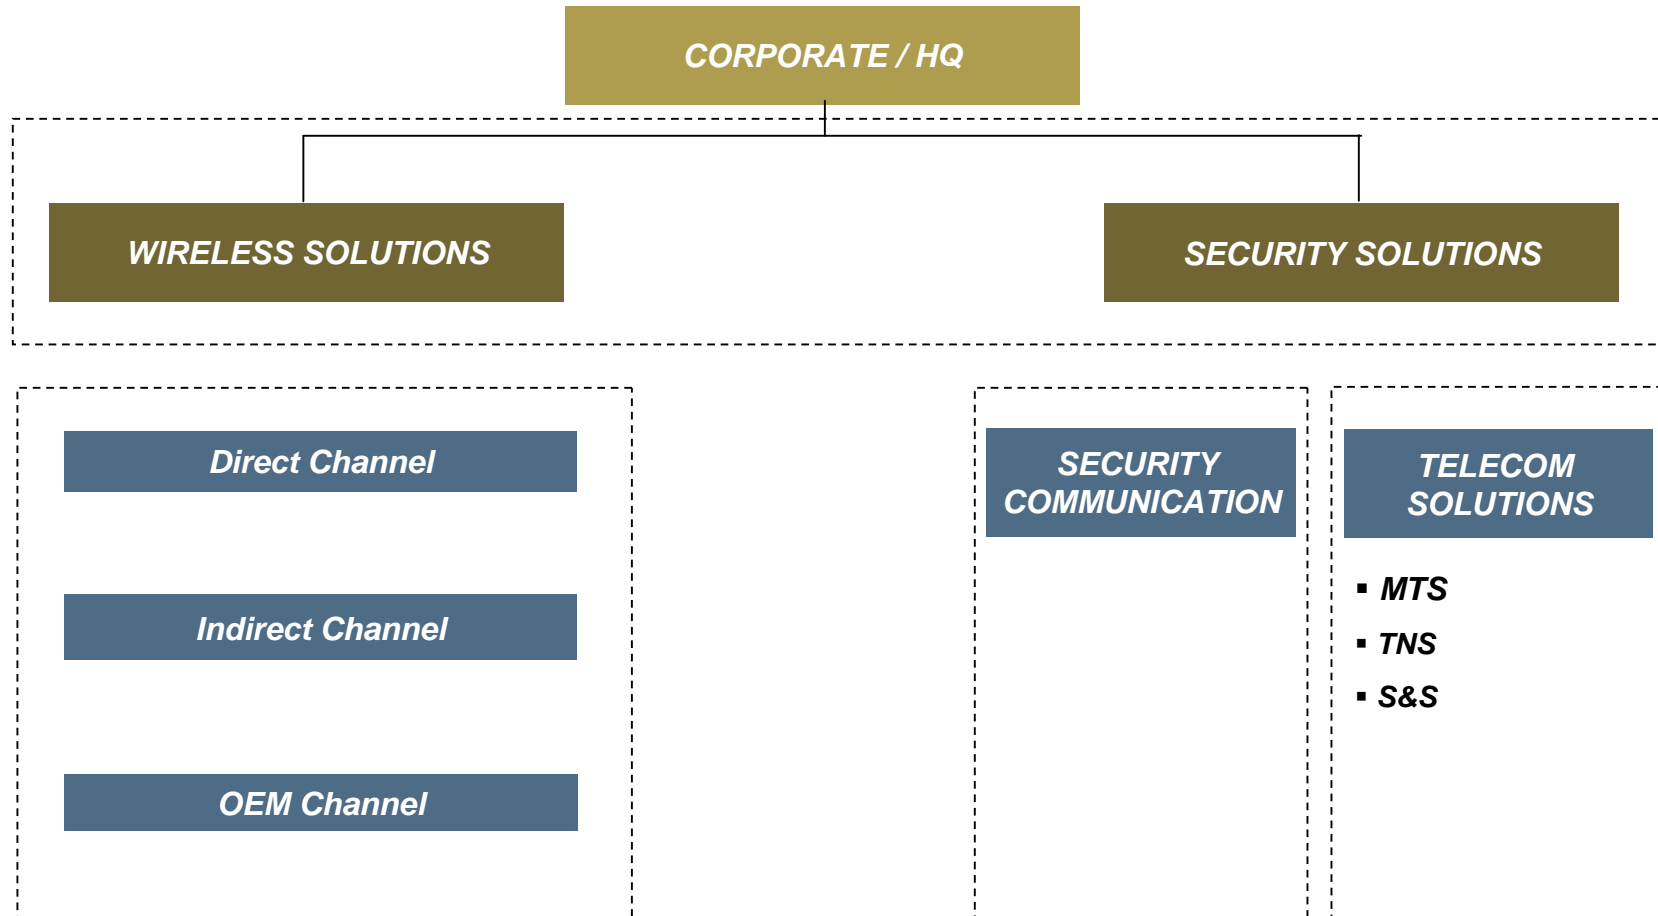 CORPORATE / HQ
WIRELESS SOLUTIONS
SECURITY SOLUTIONS
Direct Channel
Indirect Channel
OEM Channel
SECURITY
COMMUNICATION
TELECOM
SOLUTIONS
▪ MTS
▪ TNS
▪ S&S